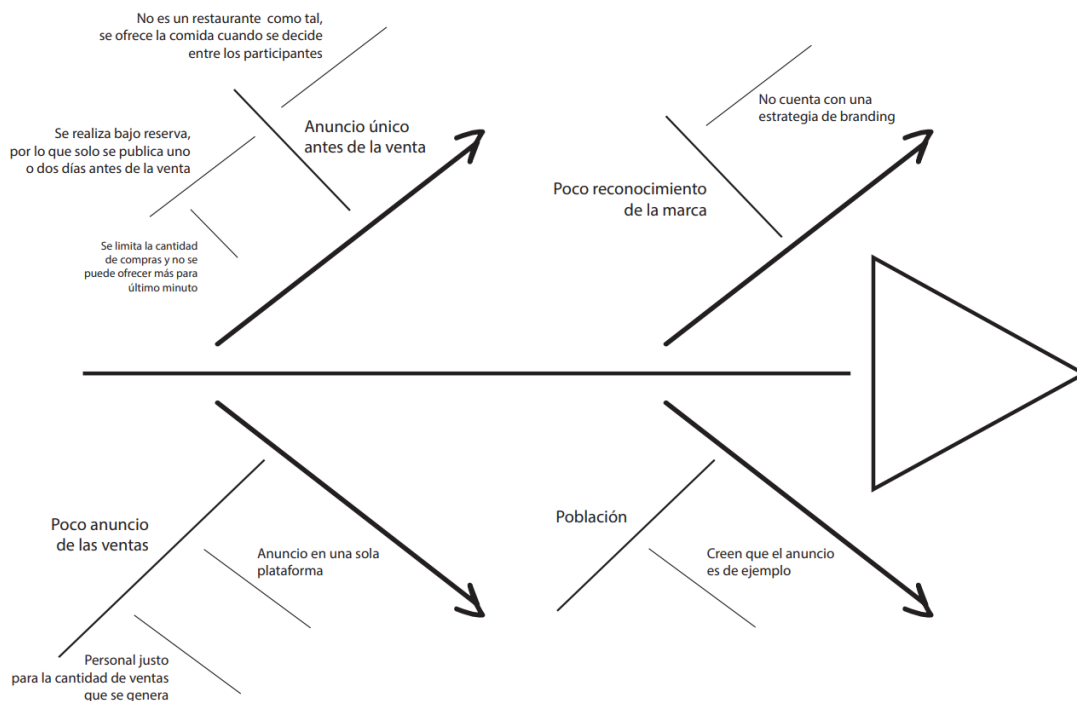 No es un restaurante como tal,
se ofrece la comida cuando se decide
entre los participantes
Anuncio único
antes de la venta
Se realiza bajo reserva,
por lo que solo se publica uno
o dos días antes de la venta
Se limita la cantidad
de compras y no se
puede ofrecer más para
último minuto
No cuenta con una
estrategia de branding
Poco reconocimiento
de la marca
Poco anuncio
de las ventas
Anuncio en una sola
plataforma
Personal justo
para la cantidad de ventas
que se genera
Población
Creen que el anuncio
es de ejemplo